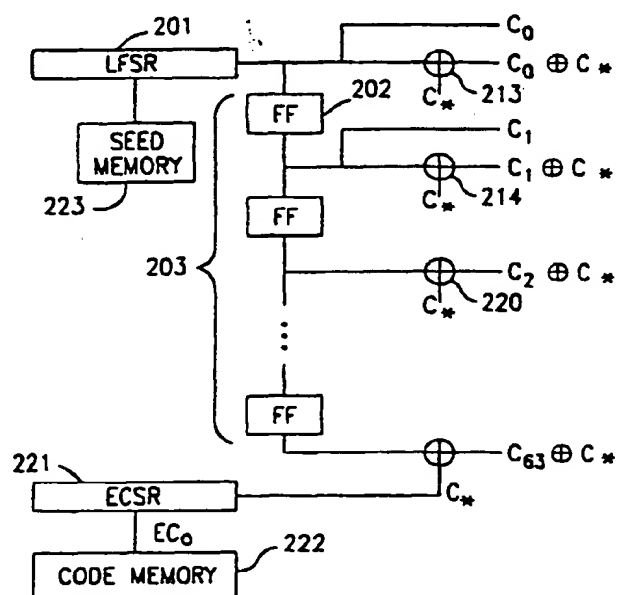 201
C₀
LFSR
202
C₀ ⊕ C*
C* 213
FF
C₁
SEED
MEMORY
C₁ ⊕ C*
223
C* 214
FF
203
C₂ ⊕ C*
C* 220
FF
221
C₆₃ ⊕ C*
ECSR
C*
EC₀
222
CODE MEMORY